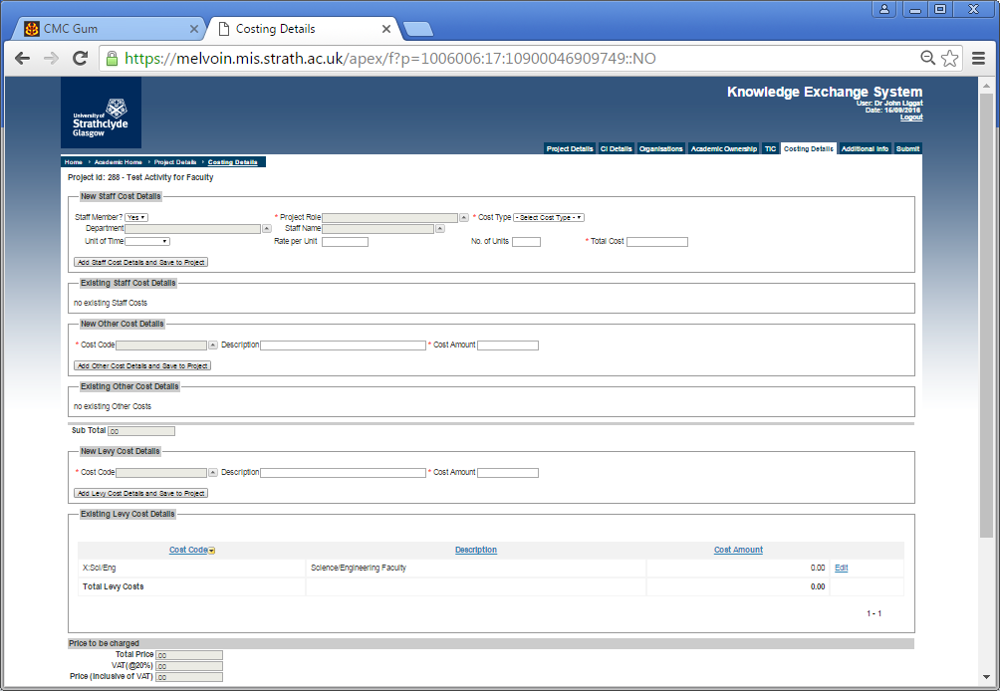 CMC Gum
Costing Details
https://melvoin.mis.strath.ac.uk/apex/f?p=1006006:17:10900046909749::NO
University of
Strathclyde
Glasgow
Knowledge Exchange System
User: Dr John Liggat
Date: 15/09/2016
Logout
Project Details CI Details Organisations Academic Ownership TIC Costing Details Additional Info Submit
Home › Academic Home › Project Details › Costing Details
Project Id: 288 - Test Activity for Faculty
New Staff Cost Details
Staff Member? Yes * Project Role * Cost Type - Select Cost Type -
Department Staff Name
Unit of Time Rate per Unit No. of Units * Total Cost
Add Staff Cost Details and Save to Project
Existing Staff Cost Details
no existing Staff Costs
New Other Cost Details
* Cost Code Description * Cost Amount
Add Other Cost Details and Save to Project
Existing Other Cost Details
no existing Other Costs
Sub Total .00
New Levy Cost Details
* Cost Code Description * Cost Amount
Add Levy Cost Details and Save to Project
Existing Levy Cost Details
Cost Code Description Cost Amount
X:Sci/Eng Science/Engineering Faculty 0.00 Edit
Total Levy Costs 0.00
1 - 1
Price to be charged
Total Price .00
VAT(@20%) .00
Price (Inclusive of VAT) .00